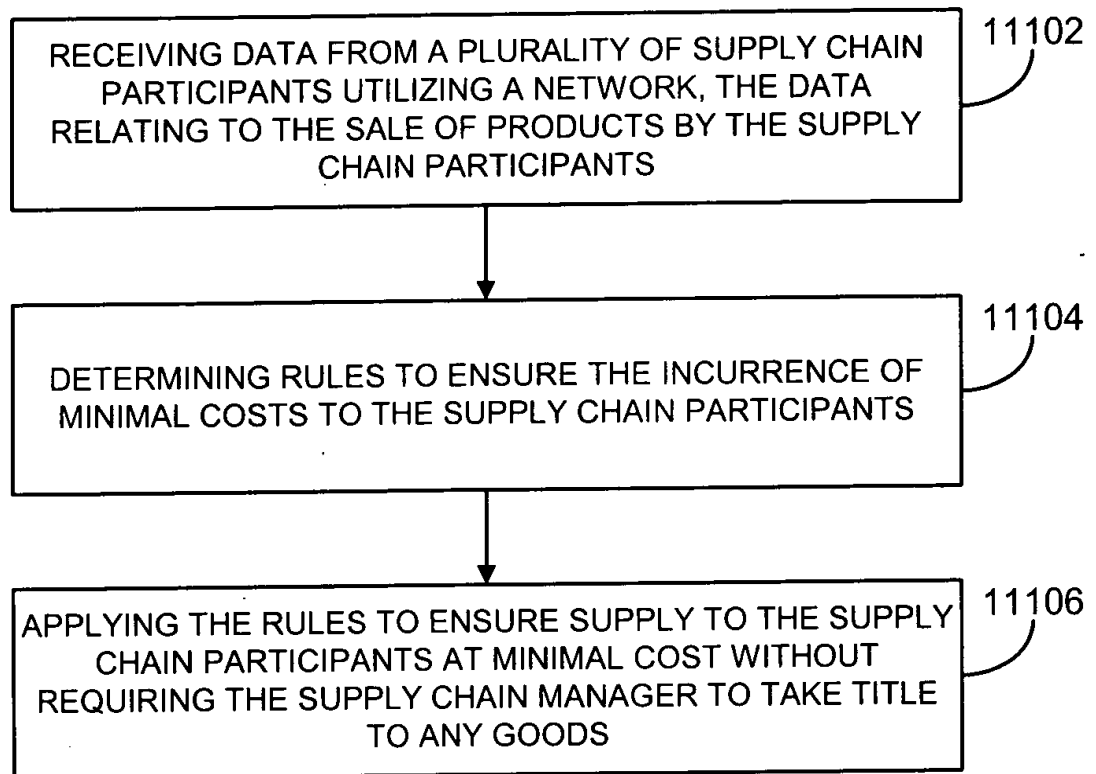 RECEIVING DATA FROM A PLURALITY OF SUPPLY CHAIN
PARTICIPANTS UTILIZING A NETWORK, THE DATA
RELATING TO THE SALE OF PRODUCTS BY THE SUPPLY
CHAIN PARTICIPANTS
11102
DETERMINING RULES TO ENSURE THE INCURRENCE OF
MINIMAL COSTS TO THE SUPPLY CHAIN PARTICIPANTS
11104
APPLYING THE RULES TO ENSURE SUPPLY TO THE SUPPLY
CHAIN PARTICIPANTS AT MINIMAL COST WITHOUT
REQUIRING THE SUPPLY CHAIN MANAGER TO TAKE TITLE
TO ANY GOODS
11106